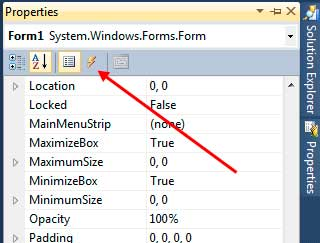 Properties
Form1 System.Windows.Forms.Form
Location 0, 0
Locked False
MainMenuStrip (none)
MaximizeBox True
MaximumSize 0, 0
MinimizeBox True
MinimumSize 0, 0
Opacity 100%
Padding 0, 0, 0, 0
Solution Explorer
Properties